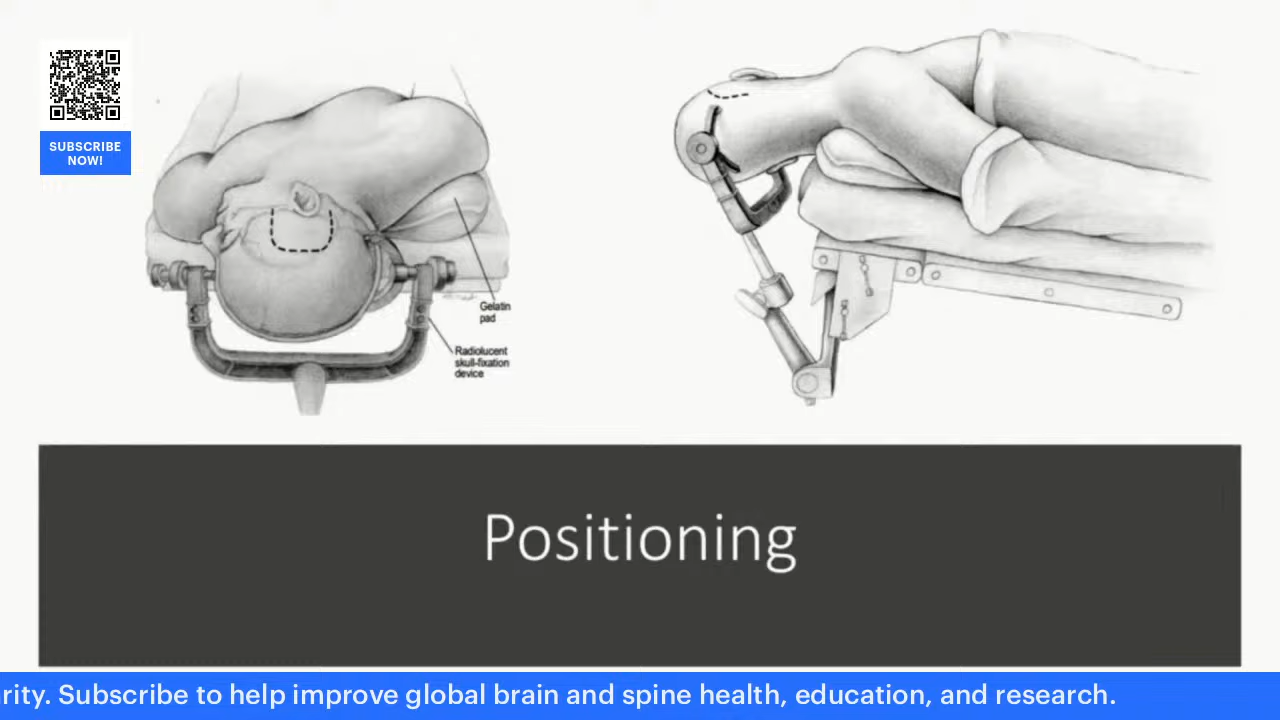 SUBSCRIBE
NOW!
Gelatin
pad
Radiolucent
skull-fixation
device
Positioning
rity. Subscribe to help improve global brain and spine health, education, and research.